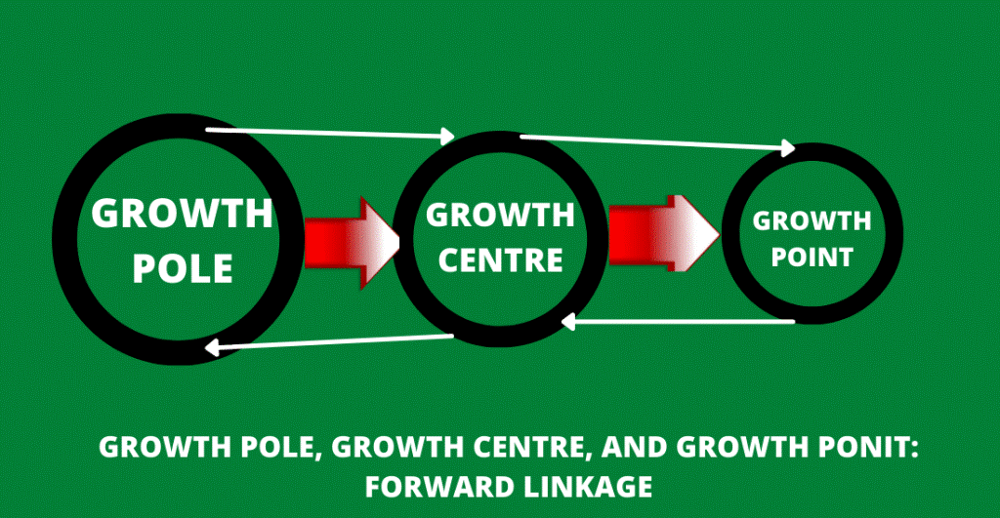 GROWTH
POLE
GROWTH
CENTRE
GROWTH
POINT
GROWTH POLE, GROWTH CENTRE, AND GROWTH PONIT:
FORWARD LINKAGE